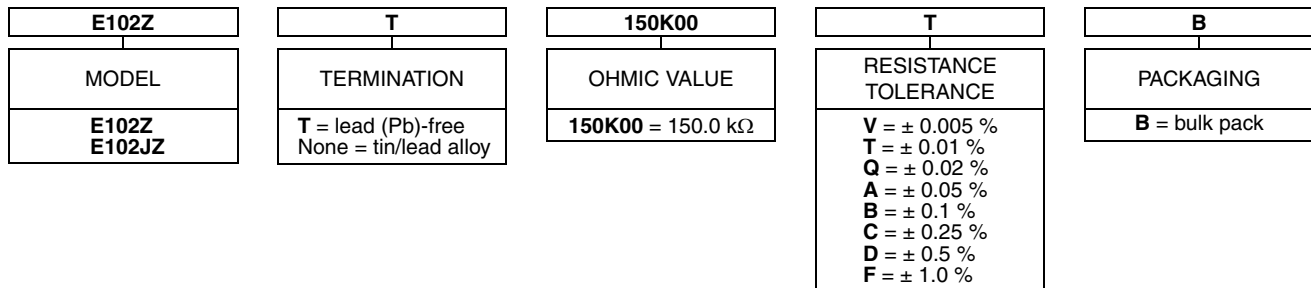 E102Z
MODEL
E102Z
E102JZ
T
TERMINATION
T = lead (Pb)-free
None = tin/lead alloy
150K00
OHMIC VALUE
150K00 = 150.0 kΩ
T
RESISTANCE
TOLERANCE
V = ± 0.005 %
T = ± 0.01 %
Q = ± 0.02 %
A = ± 0.05 %
B = ± 0.1 %
C = ± 0.25 %
D = ± 0.5 %
F = ± 1.0 %
B
PACKAGING
B = bulk pack